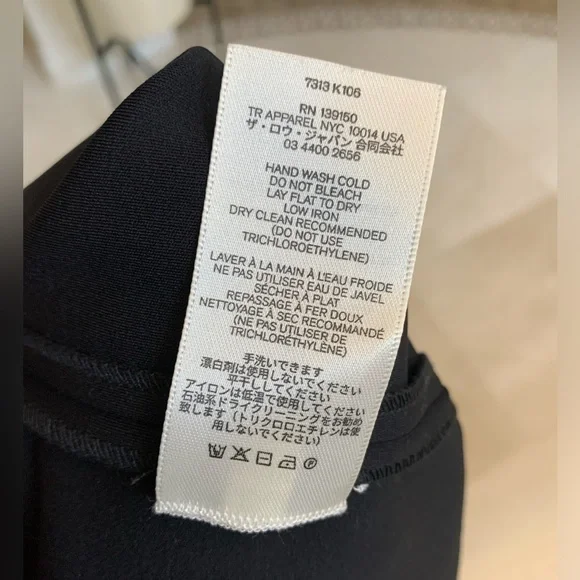 7313 K106
RN 139150
TR APPAREL NYC 10014 USA
ザ・ロウ・ジャパン 合同会社
03 4400 2656
HAND WASH COLD
DO NOT BLEACH
LAY FLAT TO DRY
LOW IRON
DRY CLEAN RECOMMENDED
(DO NOT USE
TRICHLOROETHYLENE)
LAVER À LA MAIN À L'EAU FROIDE
NE PAS UTILISER EAU DE JAVEL
SÉCHER À PLAT
REPASSAGE À FER DOUX
NETTOYAGE À SEC RECOMMANDÉ
(NE PAS UTILISER DE
TRICHLORÉTHYLÈNE)
手洗いできます
漂白剤は使用しないでください
平干ししてください
アイロンは低温で使用してください
石油系ドライクリーニングをお勧め
致します(トリクロロエチレンは使
用しないでください)